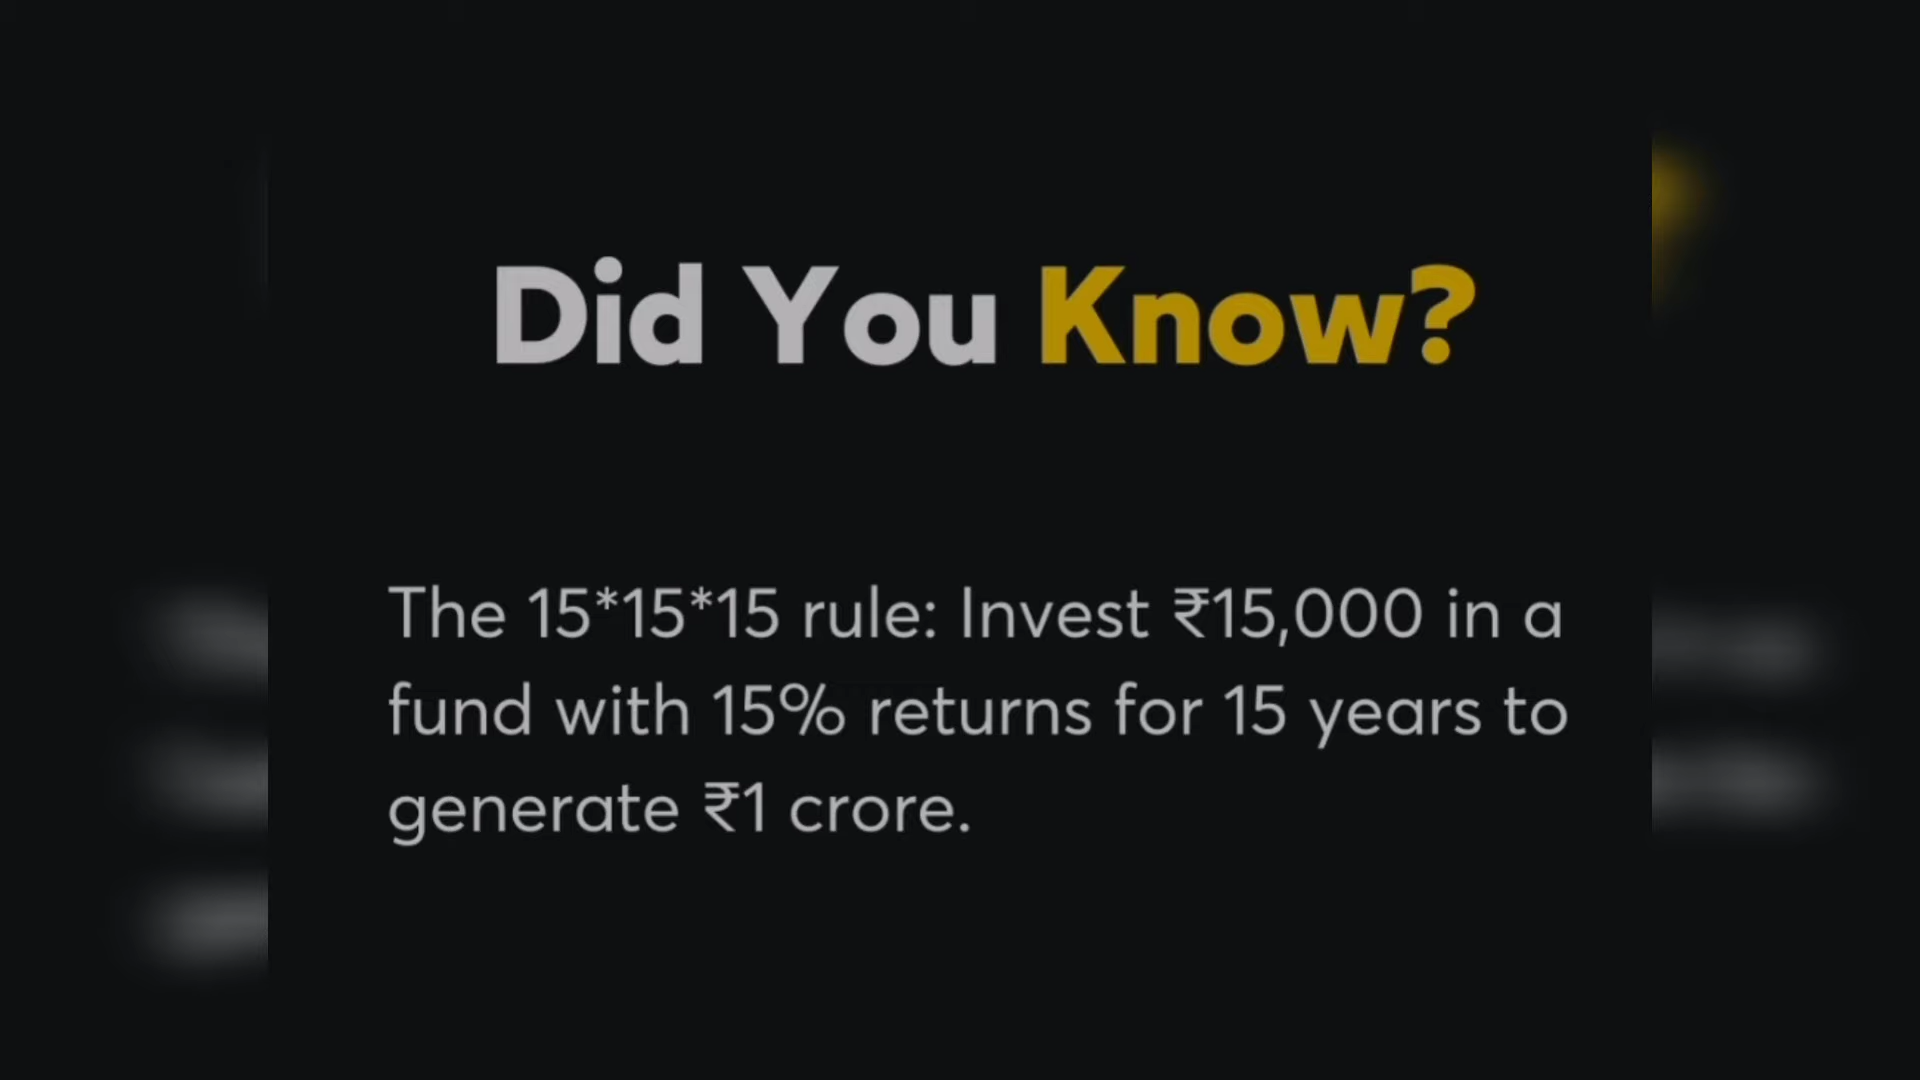 Did You Know?
The 15*15*15 rule: Invest ₹15,000 in a
fund with 15% returns for 15 years to
generate ₹1 crore.